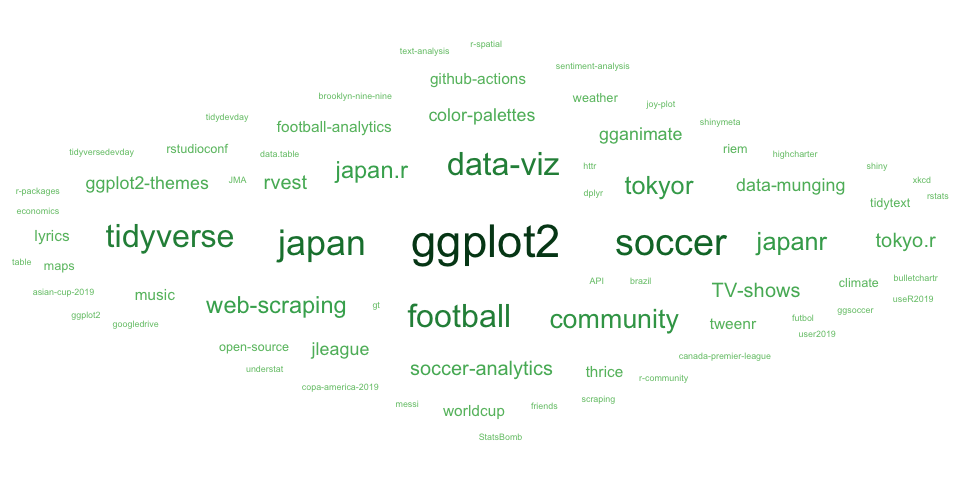 r-spatial
text-analysis
sentiment-analysis
github-actions
brooklyn-nine-nine
weather
joy-plot
tidydevday
football-analytics
color-palettes
gganimate
shinymeta
tidyversedevday
rstudioconf
data.table
japan.r
data-viz
httr
riem
highcharter
shiny
r-packages
ggplot2-themes
JMA
rvest
dplyr
tokyor
data-munging
xkcd
rstats
economics
tidytext
lyrics
tidyverse
japan
ggplot2
soccer
japanr
tokyo.r
table
maps
asian-cup-2019
music
web-scraping
gt
API
brazil
TV-shows
climate
bulletchartr
useR2019
ggplot2
googledrive
football
community
tweenr
futbol
ggsoccer
user2019
open-source
jleague
understat
soccer-analytics
thrice
canada-premier-league
r-community
copa-america-2019
messi
worldcup
friends
scraping
StatsBomb